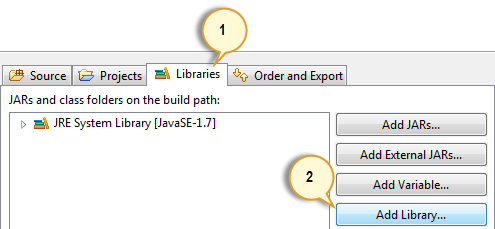 1
Source Projects Libraries Order and Export
JARs and class folders on the build path:
JRE System Library [JavaSE-1.7]
Add JARs...
Add External JARs...
2
Add Variable...
Add Library...